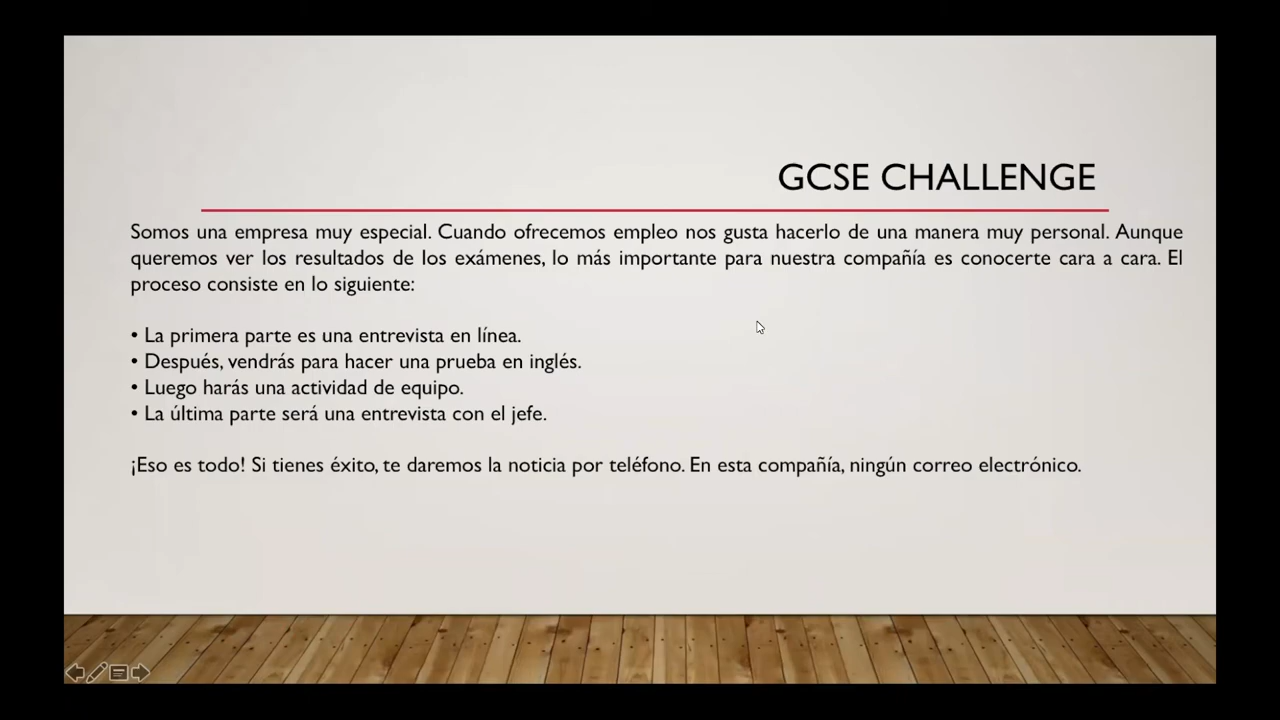 GCSE CHALLENGE
Somos una empresa muy especial. Cuando ofrecemos empleo nos gusta hacerlo de una manera muy personal. Aunque
queremos ver los resultados de los exámenes, lo más importante para nuestra compañía es conocerte cara a cara. El
proceso consiste en lo siguiente:
• La primera parte es una entrevista en línea.
• Después, vendrás para hacer una prueba en inglés.
• Luego harás una actividad de equipo.
• La última parte será una entrevista con el jefe.
¡Eso es todo! Si tienes éxito, te daremos la noticia por teléfono. En esta compañía, ningún correo electrónico.